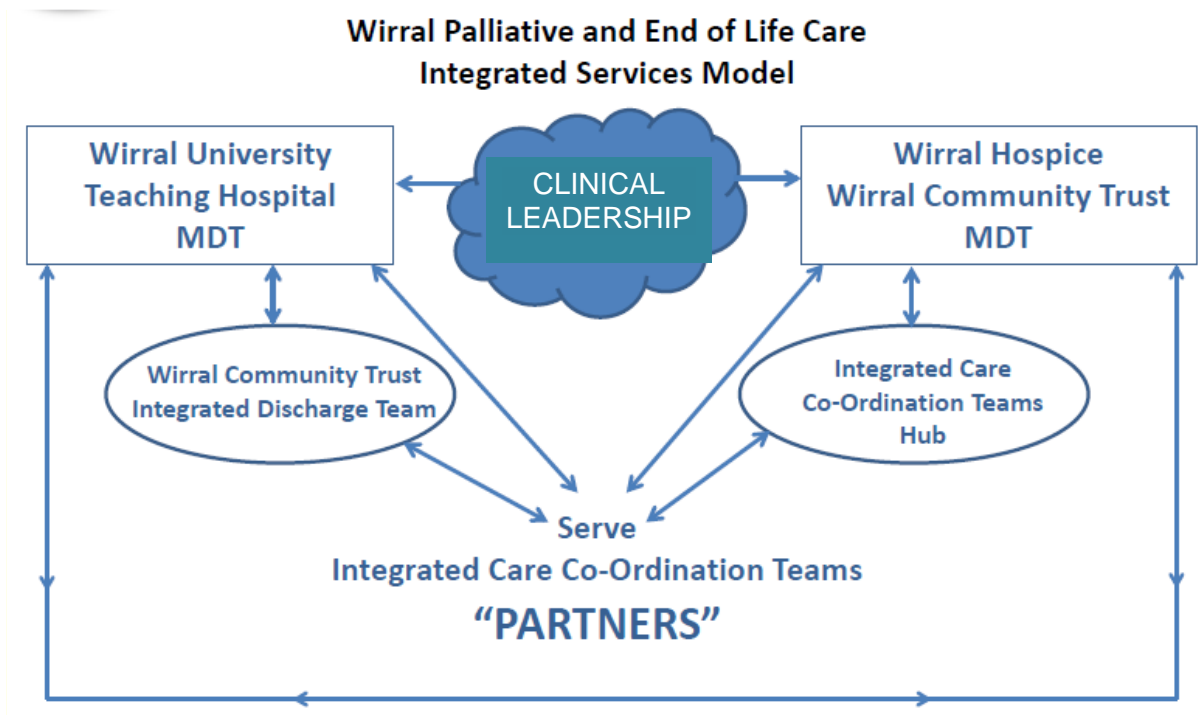 Wirral Palliative and End of Life Care
Integrated Services Model
Wirral University
Teaching Hospital
MDT
CLINICAL
LEADERSHIP
Wirral Hospice
Wirral Community Trust
MDT
Wirral Community Trust
Integrated Discharge Team
Integrated Care
Co-Ordination Teams
Hub
Serve
Integrated Care Co-Ordination Teams
“PARTNERS”